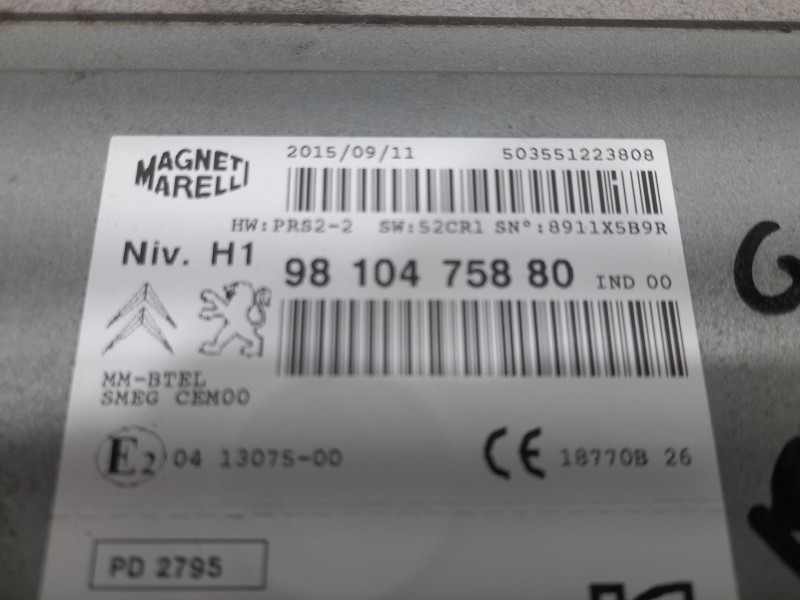 MAGNETI MARELLI
2015/09/11 503551223808
HW:PRS2-2 SW:52CR1 SN°:8911X5B9R
Niv. H1
98 104 758 80 IND 00
MM-BTEL
SMEG CEM00
E2 04 13075-00 CE 18770B 26
PD 2795